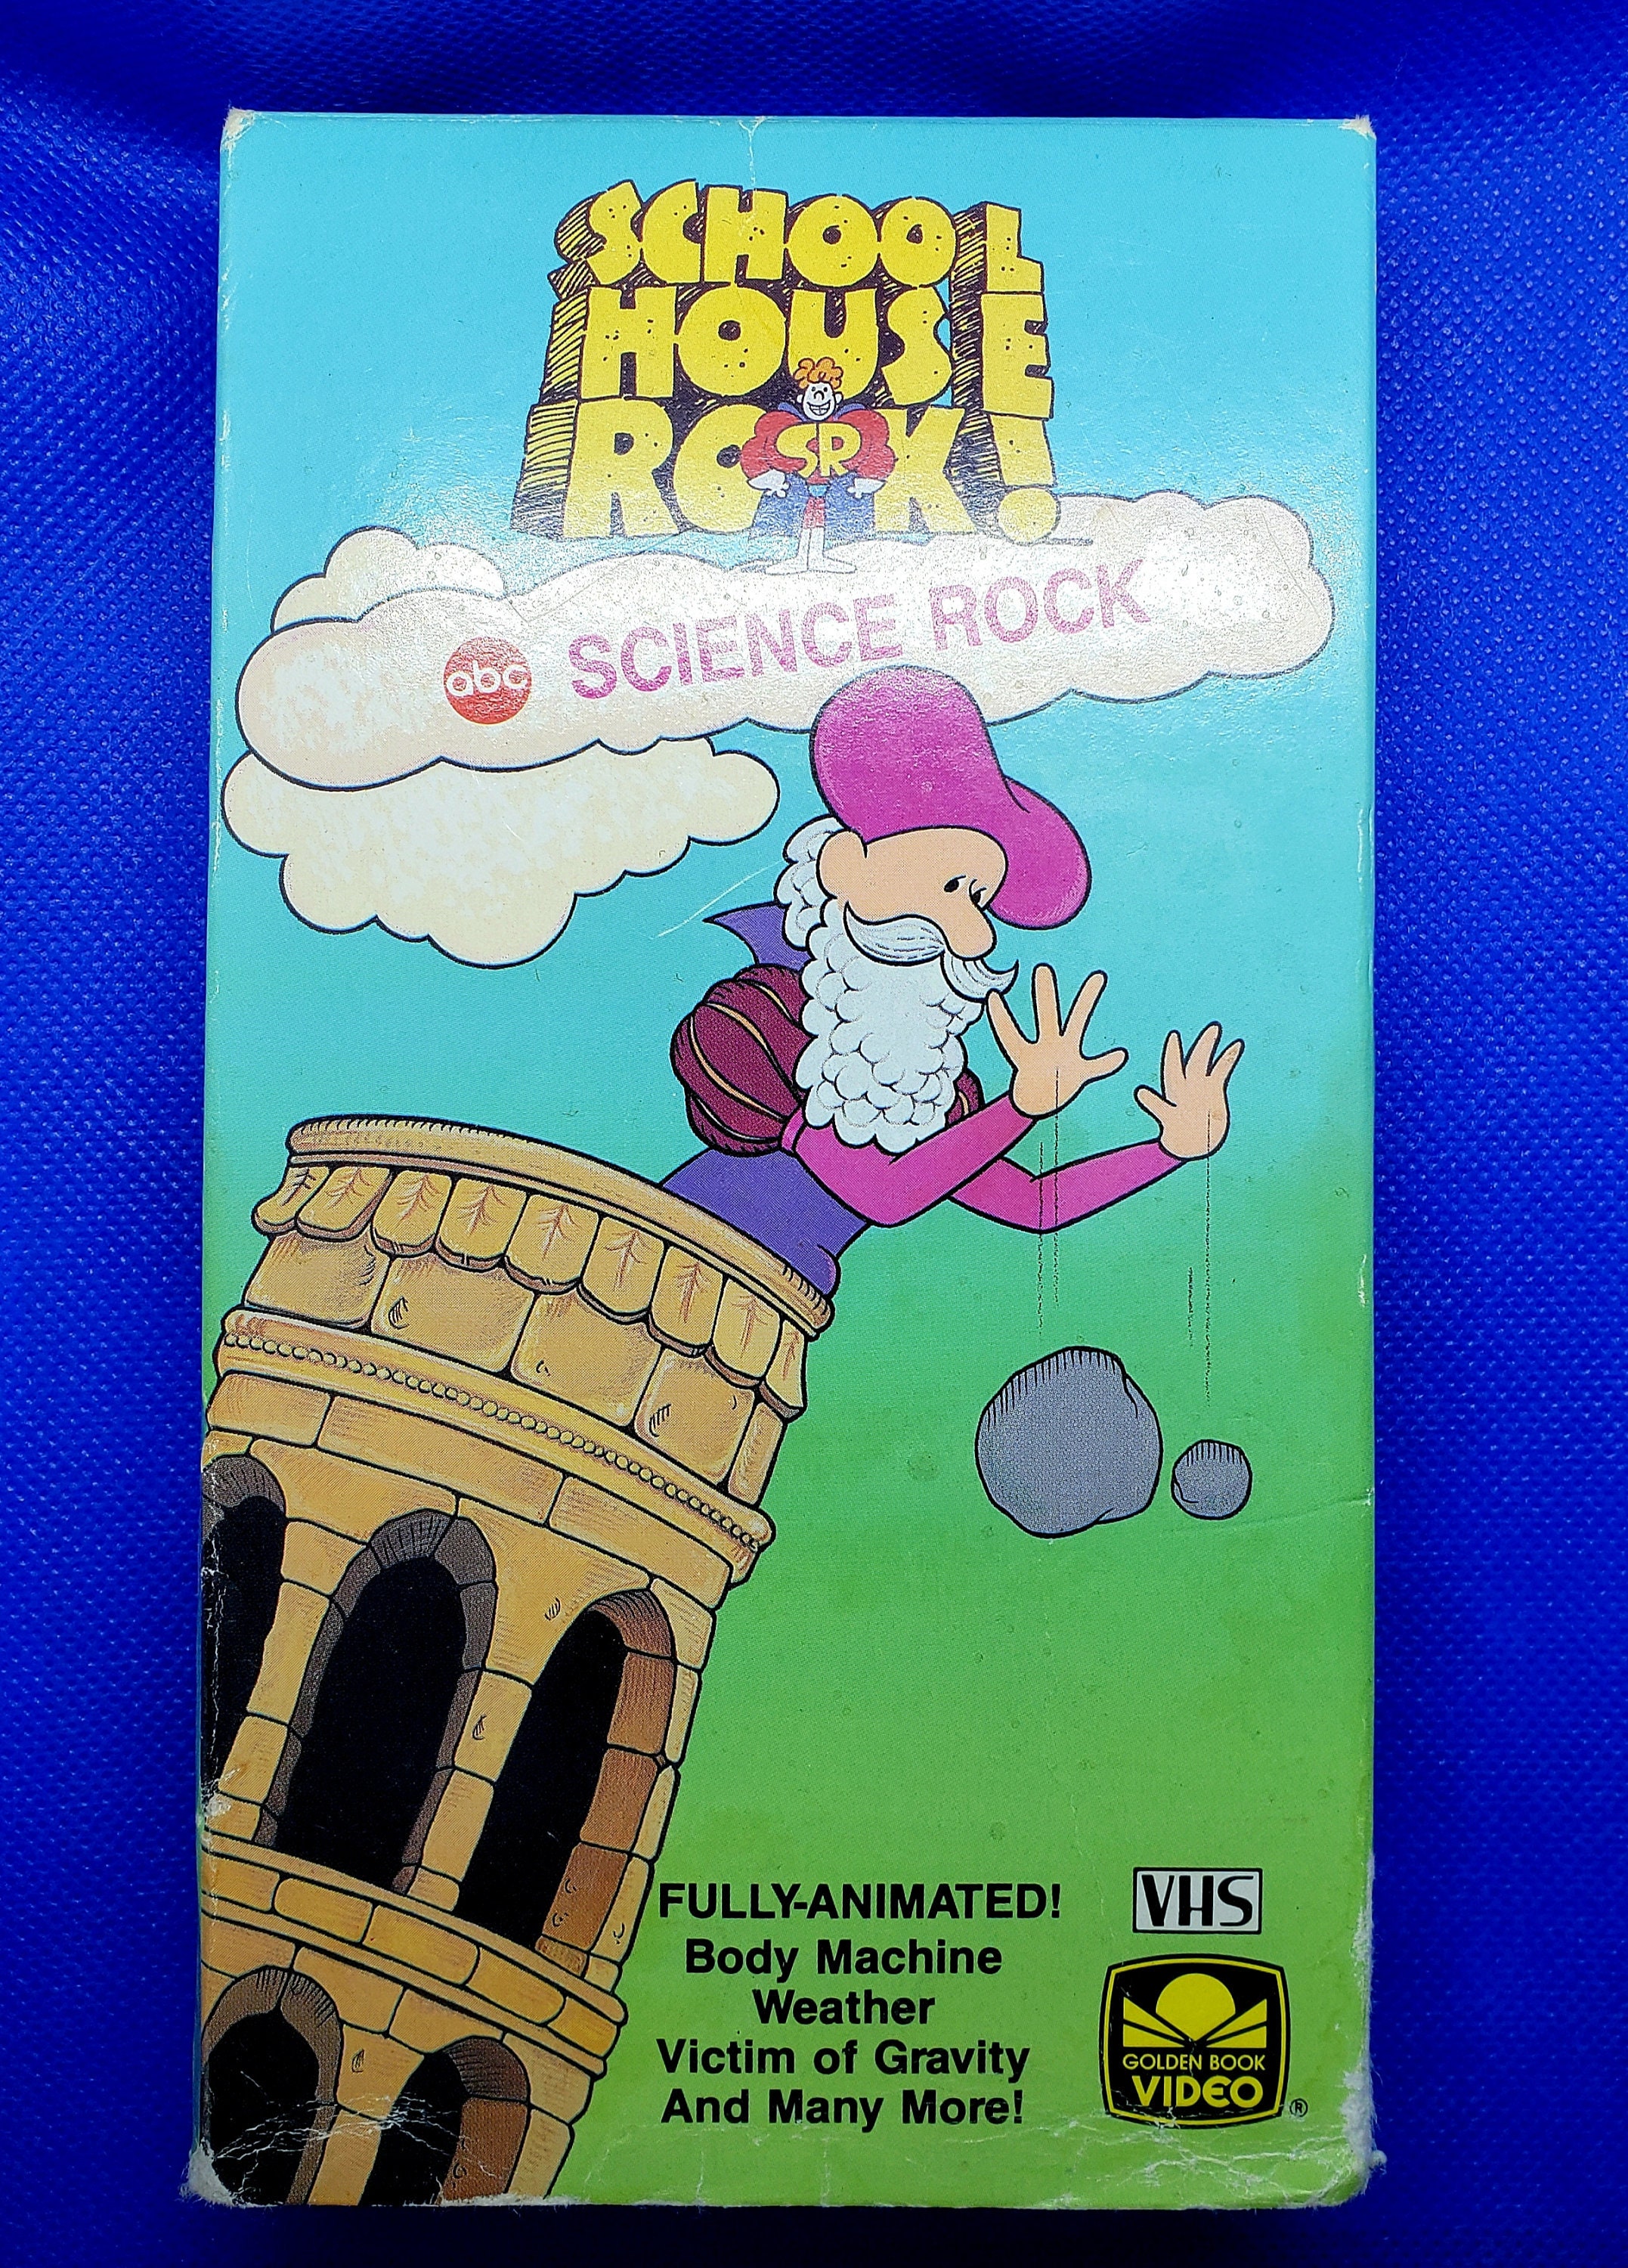 SCHOOL
HOUSE
ROCK!
SR
abc SCIENCE ROCK
FULLY-ANIMATED!
Body Machine
Weather
Victim of Gravity
And Many More!
VHS
GOLDEN BOOK
VIDEO
®